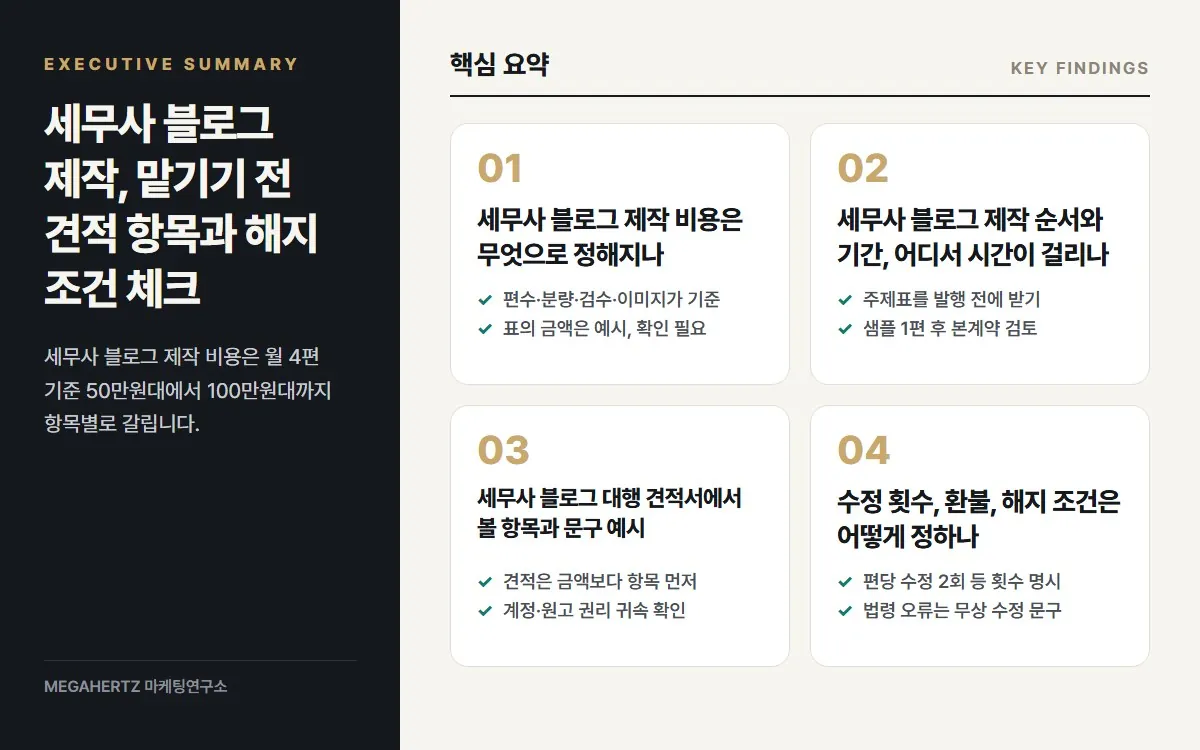 EXECUTIVE SUMMARY
세무사 블로그
제작, 맡기기 전
견적 항목과 해지
조건 체크
세무사 블로그 제작 비용은 월 4편
기준 50만원대에서 100만원대까지
항목별로 갈립니다.
MEGAHERTZ 마케팅연구소
핵심 요약
KEY FINDINGS
01
세무사 블로그 제작 비용은
무엇으로 정해지나
✓ 편수·분량·검수·이미지가 기준
✓ 표의 금액은 예시, 확인 필요
02
세무사 블로그 제작 순서와
기간, 어디서 시간이 걸리나
✓ 주제표를 발행 전에 받기
✓ 샘플 1편 후 본계약 검토
03
세무사 블로그 대행 견적서에서
볼 항목과 문구 예시
✓ 견적은 금액보다 항목 먼저
✓ 계정·원고 권리 귀속 확인
04
수정 횟수, 환불, 해지 조건은
어떻게 정하나
✓ 편당 수정 2회 등 횟수 명시
✓ 법령 오류는 무상 수정 문구